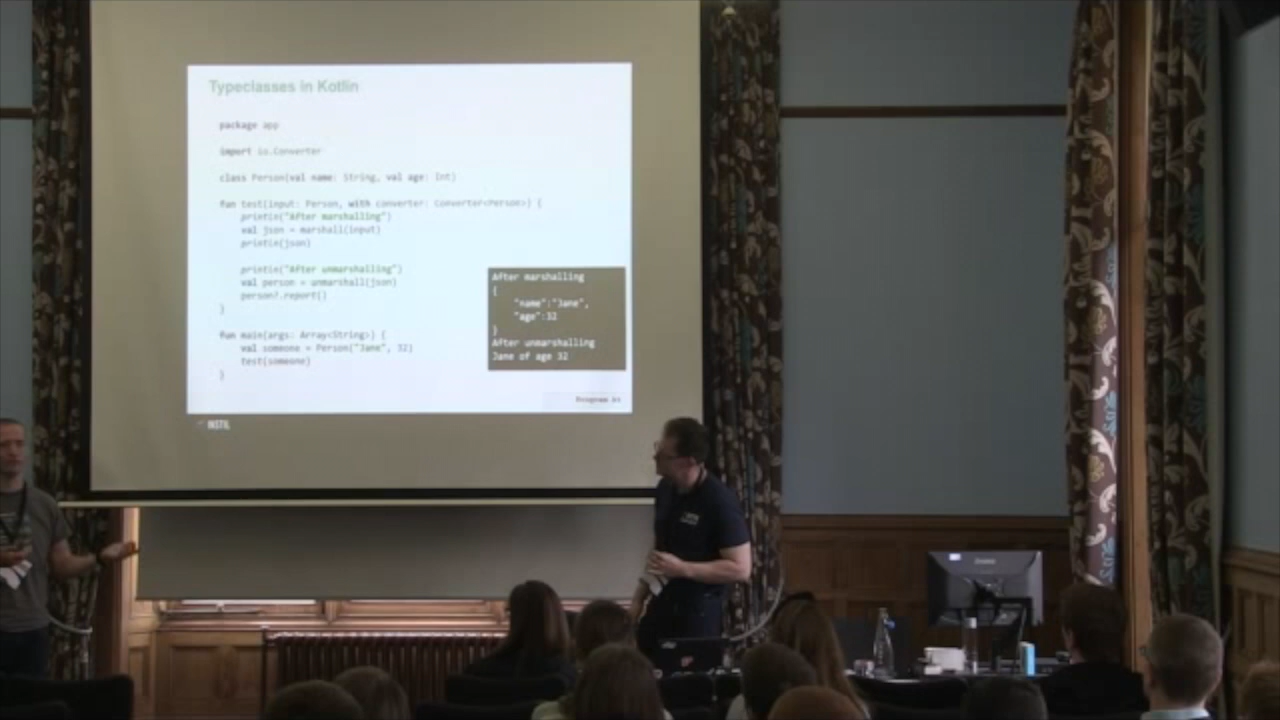 Typeclasses in Kotlin
package app
import io.Converter
class Person(val name: String, val age: Int)
fun test(input: Person, with converter: Converter<Person>) {
println("After marshalling")
val json = marshall(input)
println(json)
println("After unmarshalling")
val person = unmarshall(json)
person?.report()
}
fun main(args: Array<String>) {
val someone = Person("Jane", 32)
test(someone)
}
After marshalling
{
"name":"Jane",
"age":32
}
After unmarshalling
Jane of age 32
Program
INSTIL